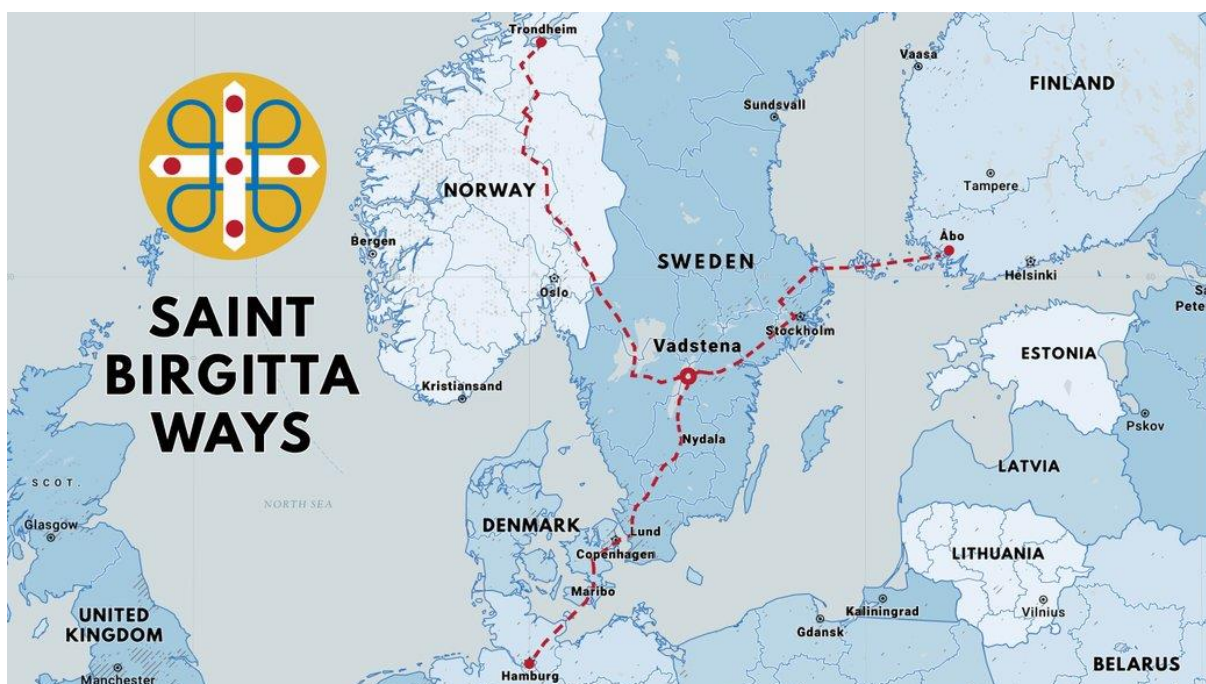 Trondheim
Vaasa
FINLAND
Sundsvall
Tampere
NORWAY
Bergen
Åbo
SWEDEN
Helsinki
Oslo
SAINT
BIRGITTA
WAYS
Stockholm
Vadstena
ESTONIA
Kristiansand
Pskov
Nydala
LATVIA
SCOT.
NORTH SEA
Glasgow
DENMARK
Lund
Copenhagen
LITHUANIA
Maribo
Kaliningrad
Vilnius
UNITED
KINGDOM
Gdansk
BELARUS
Hamburg
Manchester